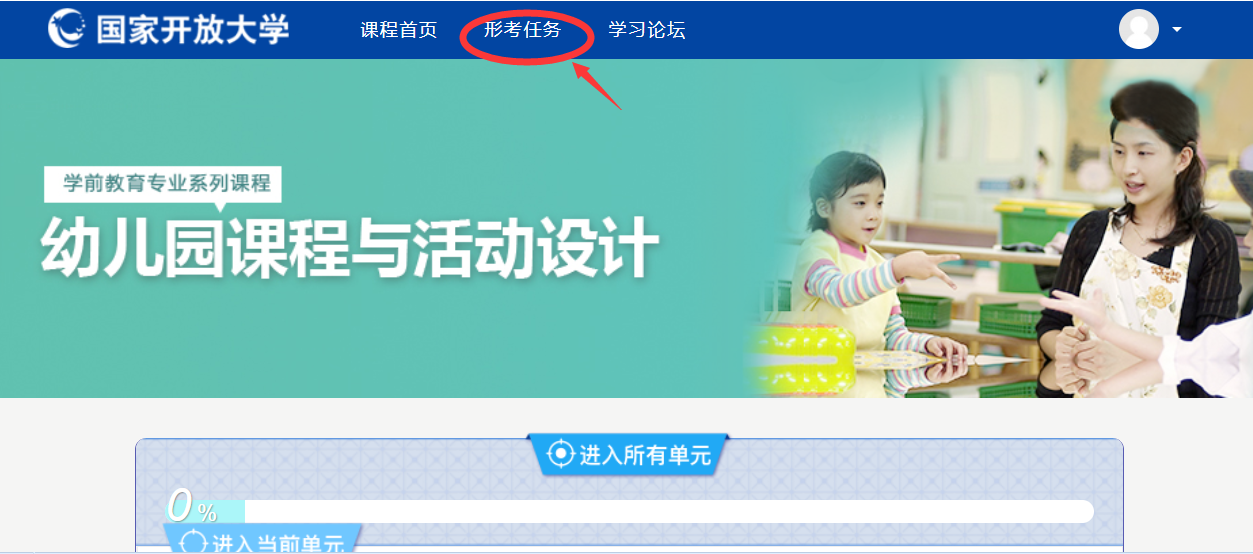 国家开放大学 课程首页 形考任务 学习论坛
学前教育专业系列课程
幼儿园课程与活动设计
进入所有单元
0 %
进入当前单元